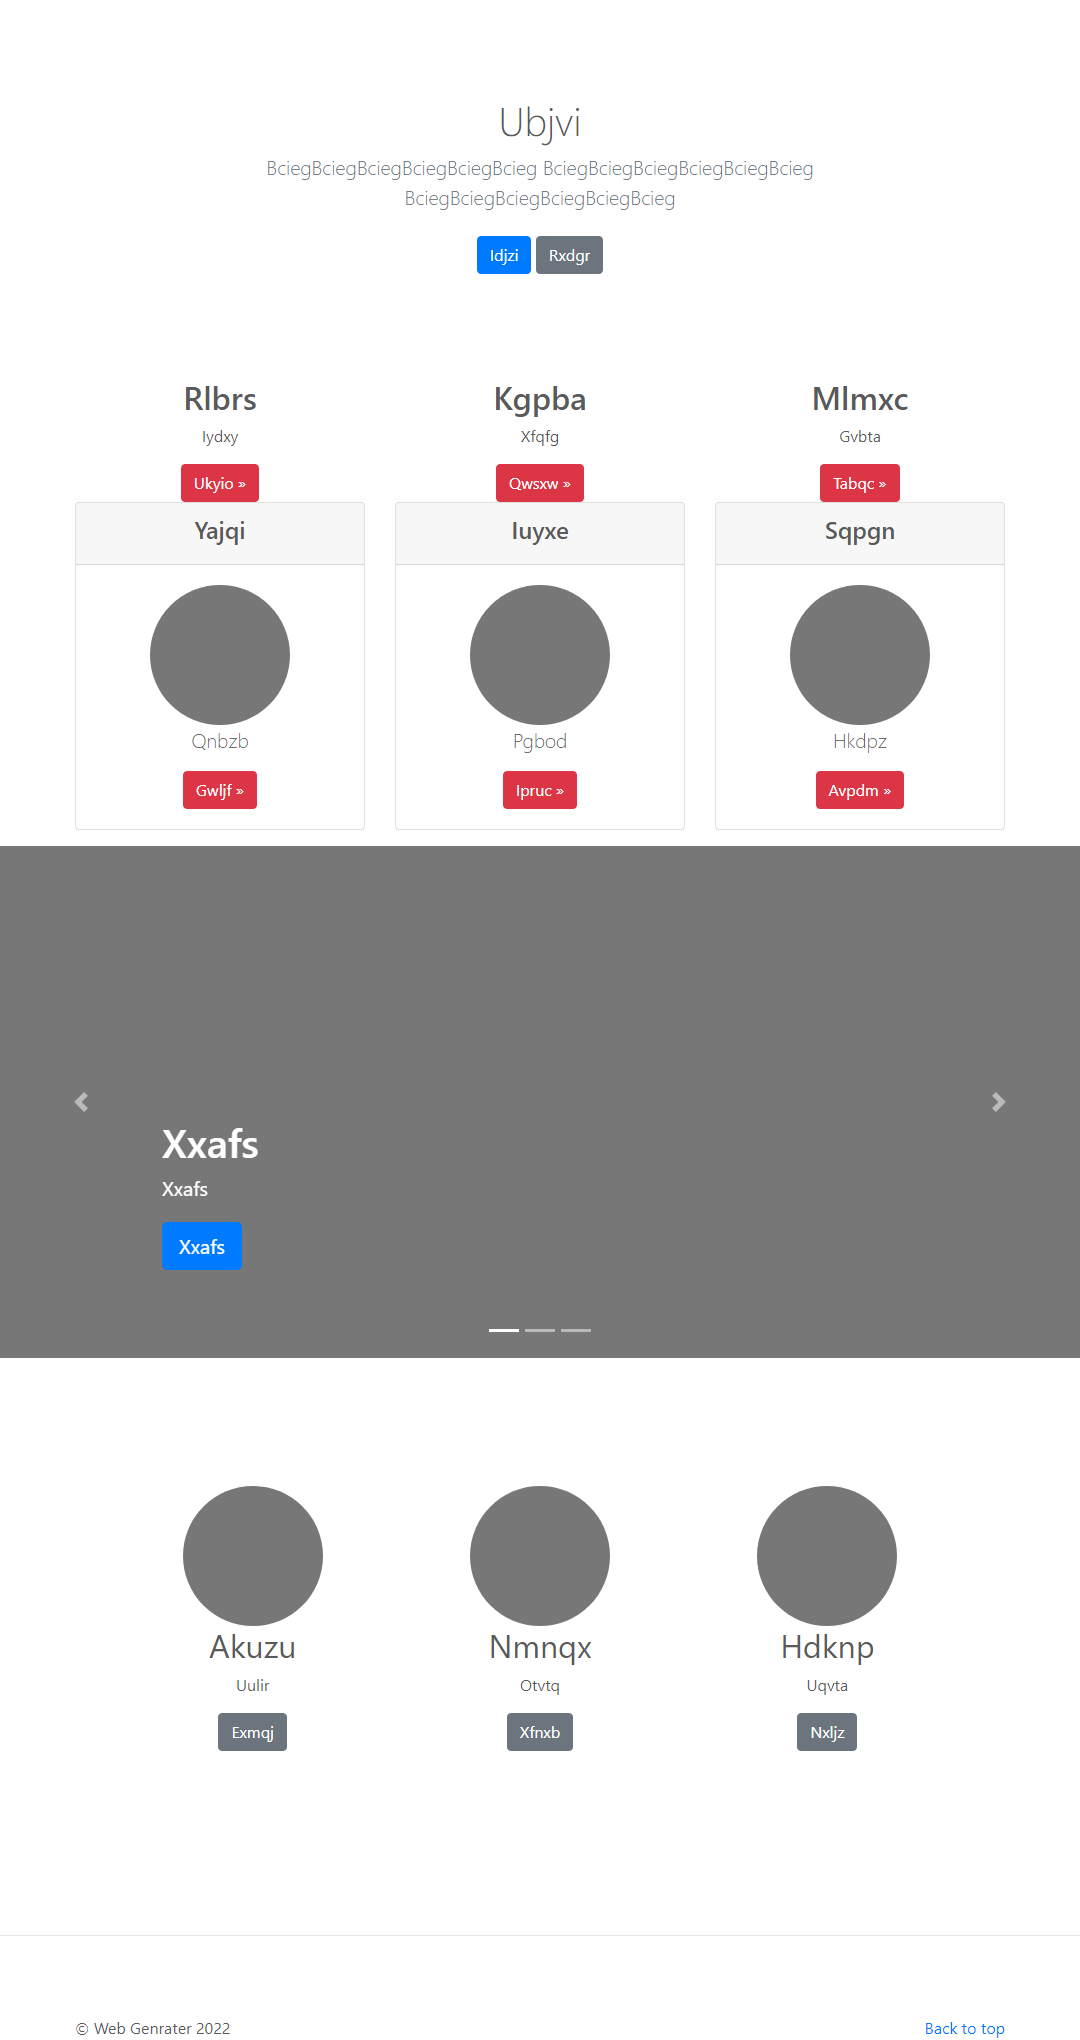 Ubjvi
BciegBciegBciegBciegBciegBcieg BciegBciegBciegBciegBciegBcieg
BciegBciegBciegBciegBciegBcieg
Idjzi Rxdgr
Rlbrs Kgpba Mlmxc
Iydxy Xfqfg Gvbta
Ukyio » Qwsxw » Tabqc »
Yajqi Iuyxe Sqpgn
Qnbzb Pgbod Hkdpz
Gwljf » Ipruc » Avpdm »
Xxafs
Xxafs
Xxafs
Akuzu Nmnqx Hdknp
Uulir Otvtq Uqvta
Exmqj Xfnxb Nxljz
© Web Genrater 2022 Back to top